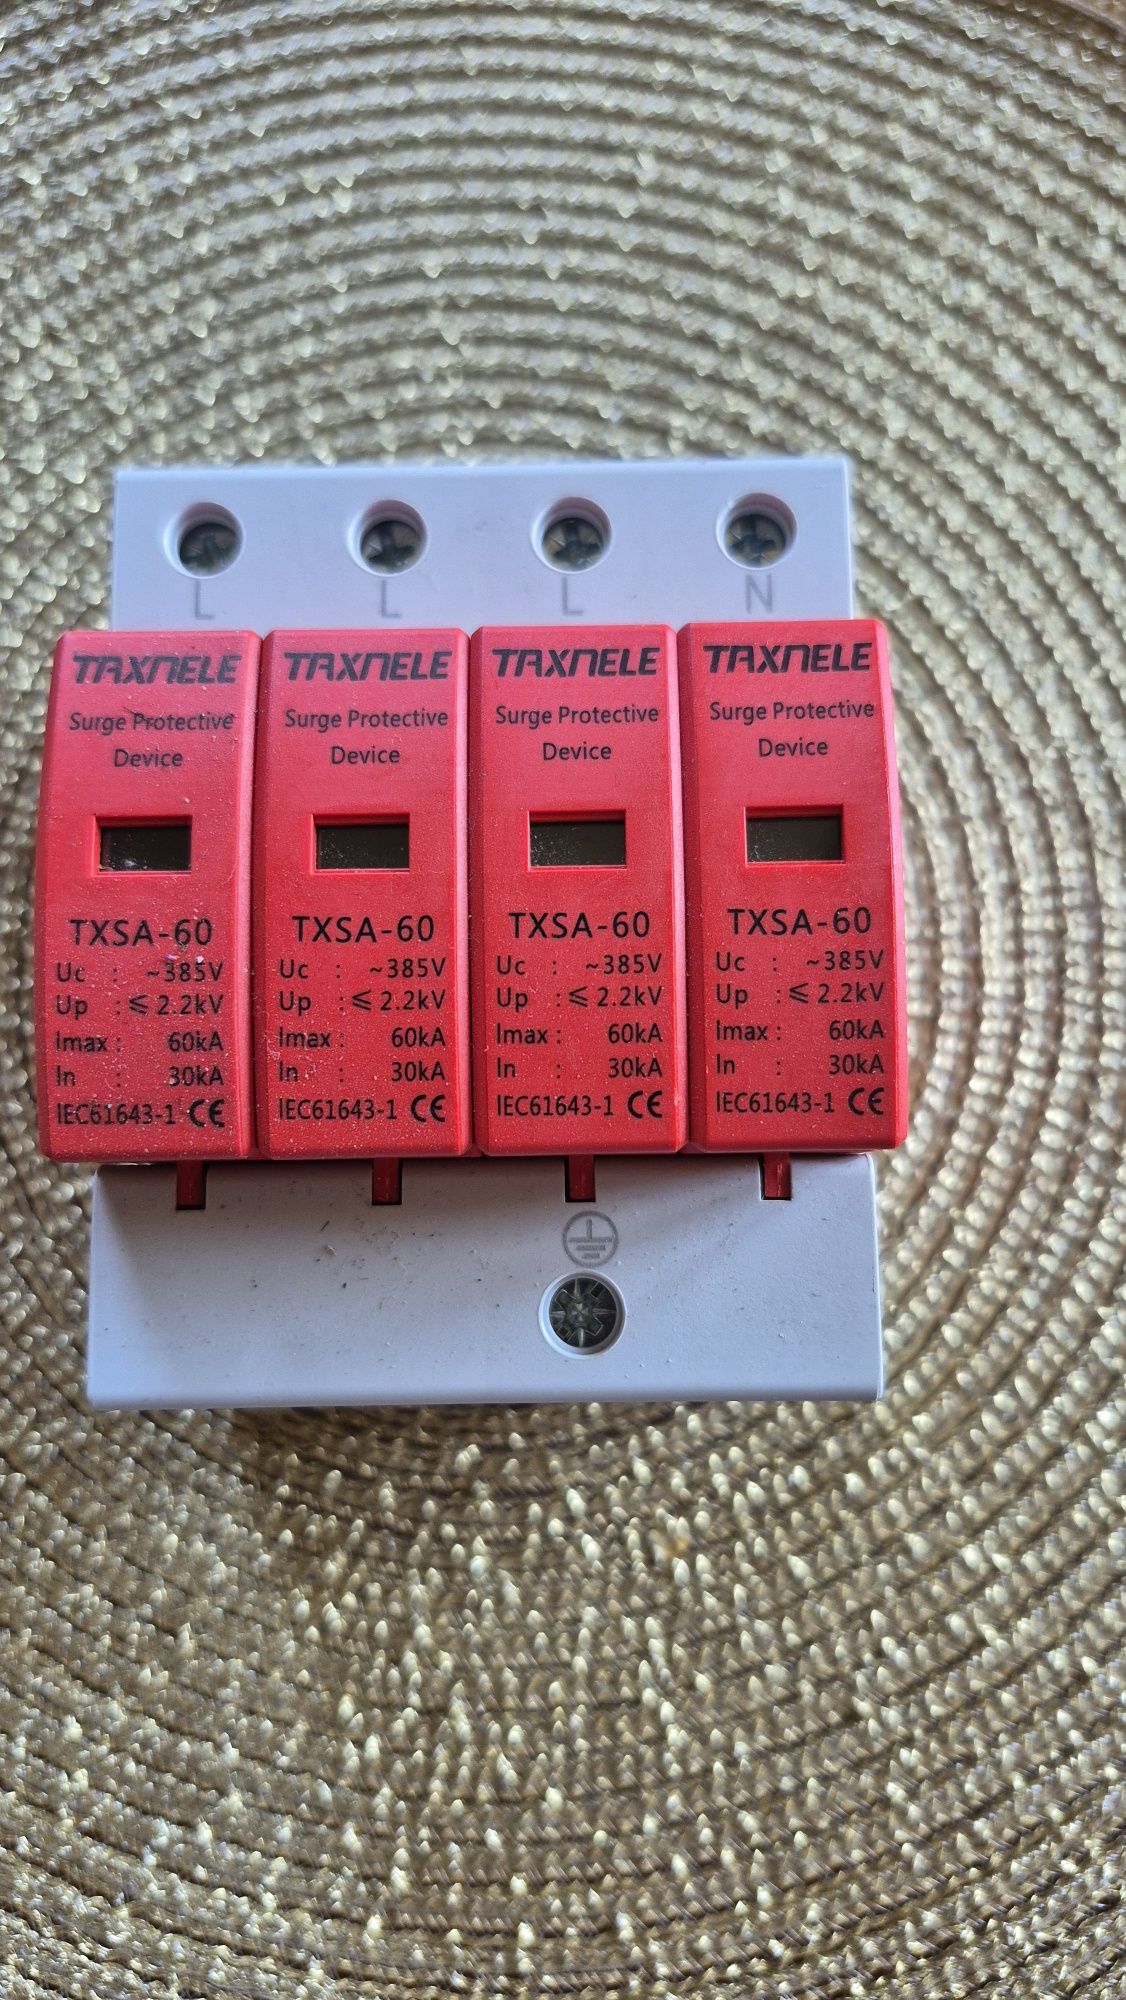 L L L N
TAXNELE
Surge Protective
Device
TXSA-60
Uc : ~385V
Up : ≤ 2.2kV
Imax : 60kA
In : 30kA
IEC61643-1 CE
TAXNELE
Surge Protective
Device
TXSA-60
Uc : ~385V
Up : ≤ 2.2kV
Imax : 60kA
In : 30kA
IEC61643-1 CE
TAXNELE
Surge Protective
Device
TXSA-60
Uc : ~385V
Up : ≤ 2.2kV
Imax : 60kA
In : 30kA
IEC61643-1 CE
TAXNELE
Surge Protective
Device
TXSA-60
Uc : ~385V
Up : ≤ 2.2kV
Imax : 60kA
In : 30kA
IEC61643-1 CE